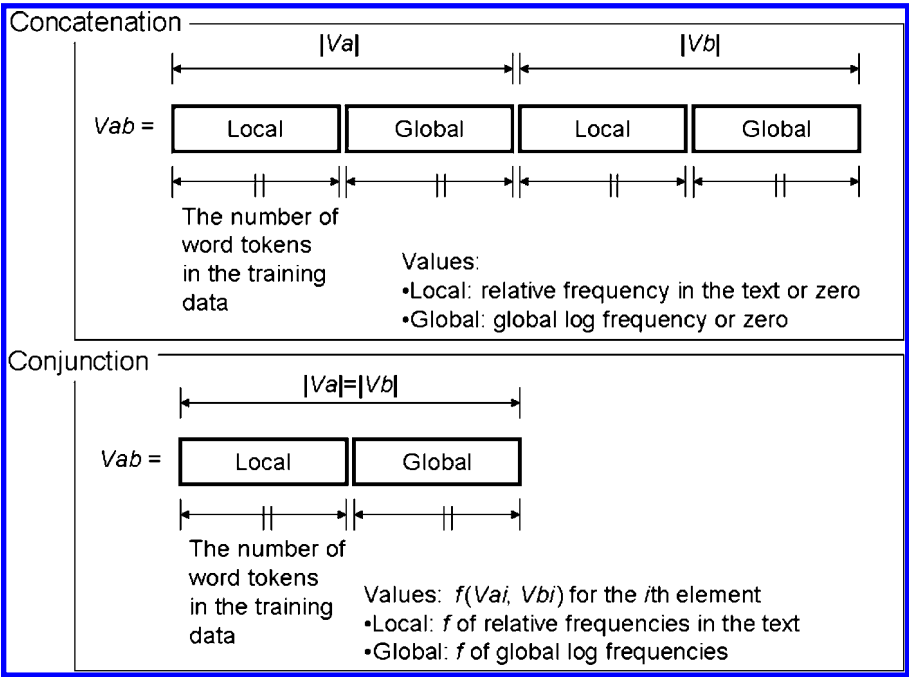 Concatenation
|Va| |Vb|
Vab = Local Global Local Global
The number of
word tokens
in the training
data
Values:
•Local: relative frequency in the text or zero
•Global: global log frequency or zero
Conjunction
|Va|=|Vb|
Vab = Local Global
The number of
word tokens
in the training
data
Values: f(Vai, Vbi) for the ith element
•Local: f of relative frequencies in the text
•Global: f of global log frequencies